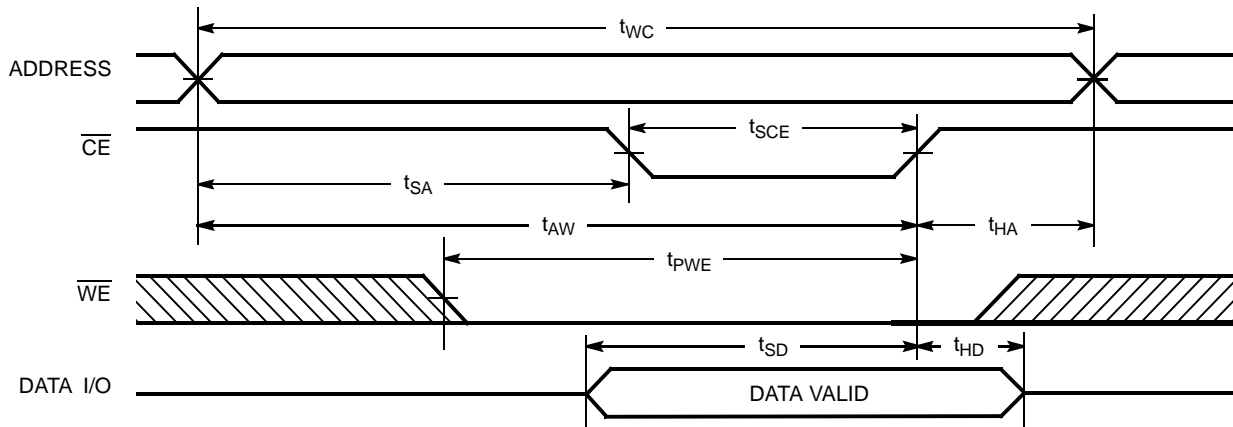 tWC
ADDRESS
CE
tSCE
tSA
tAW
tHA
WE
tPWE
tSD
tHD
DATA I/O
DATA VALID